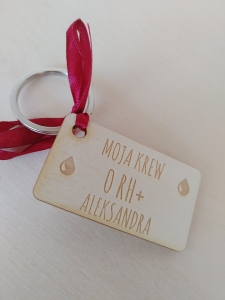 MOJA KREW
0 RH+
ALEKSANDRA